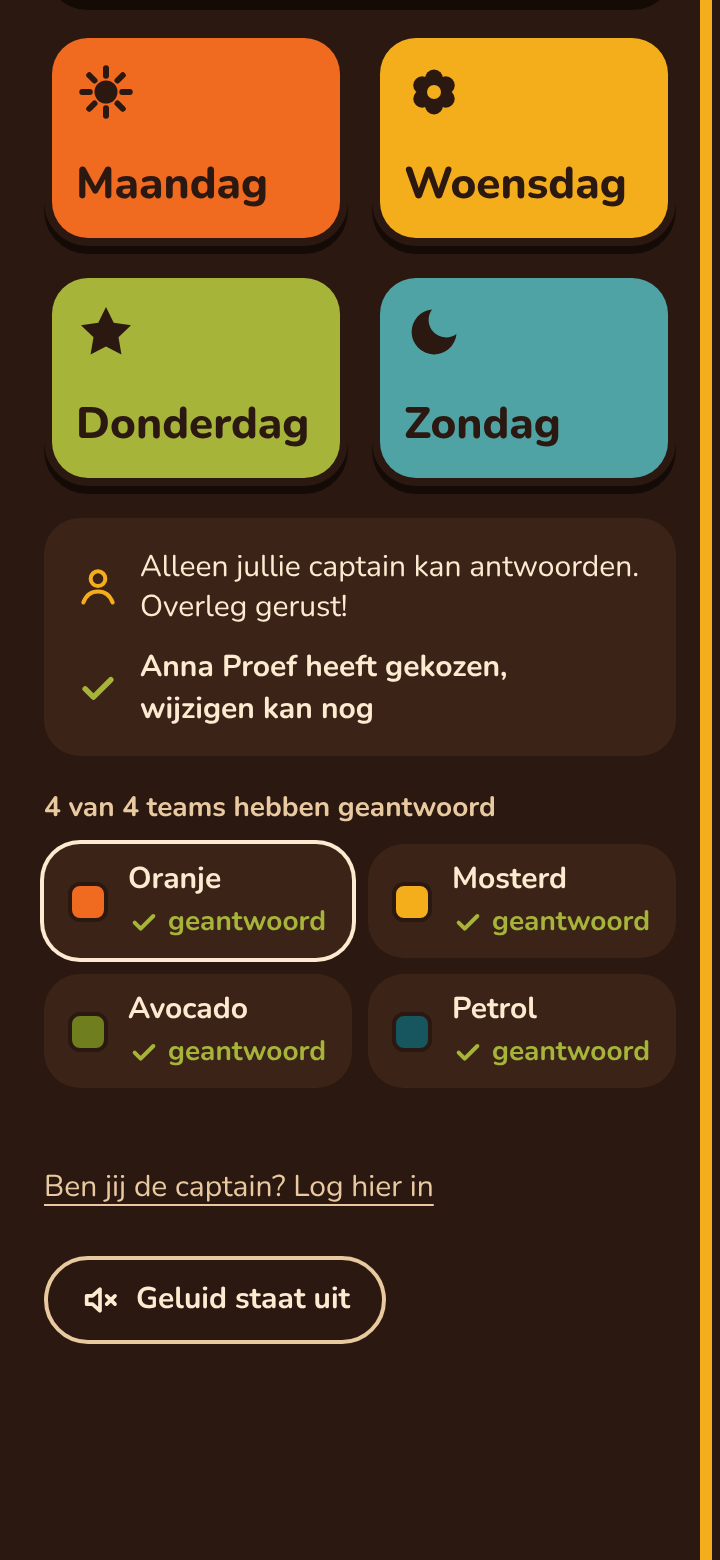 Maandag
Woensdag
Donderdag
Zondag
Alleen jullie captain kan antwoorden.
Overleg gerust!
Anna Proef heeft gekozen,
wijzigen kan nog
4 van 4 teams hebben geantwoord
Oranje
geantwoord
Mosterd
geantwoord
Avocado
geantwoord
Petrol
geantwoord
Ben jij de captain? Log hier in
Geluid staat uit